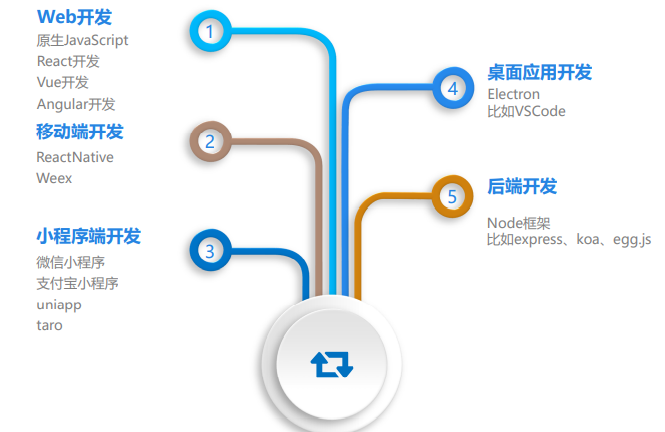 Web开发
原生JavaScript
React开发
Vue开发
Angular开发
1
移动端开发
ReactNative
Weex
2
小程序端开发
微信小程序
支付宝小程序
uniapp
taro
3
桌面应用开发
Electron
比如VSCode
4
后端开发
Node框架
比如express、koa、egg.js
5